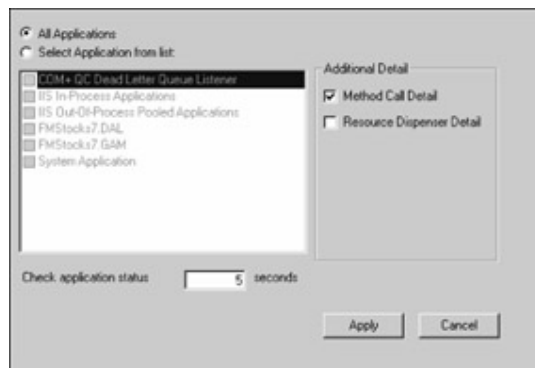 All Applications
Select Application from list:
COM+ QC Dead Letter Queue Listener
IIS In-Process Applications
IIS Out-Of-Process Pooled Applications
FMStocks7.DAL
FMStocks7.GAM
System Application
Additional Detail
Method Call Detail
Resource Dispenser Detail
Check application status 5 seconds
Apply Cancel